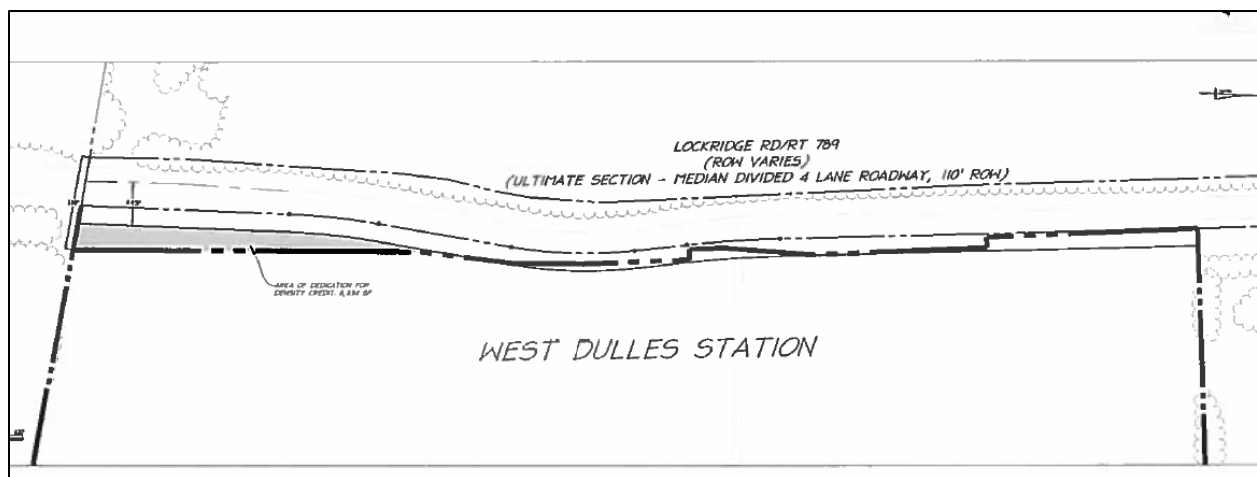 LOCKRIDGE RD/RT 789
(ROW VARIES)
(ULTIMATE SECTION - MEDIAN DIVIDED 4 LANE ROADWAY, 110' ROW)
AREA OF DEDICATION FOR
DENSITY CREDIT:
WEST DULLES STATION